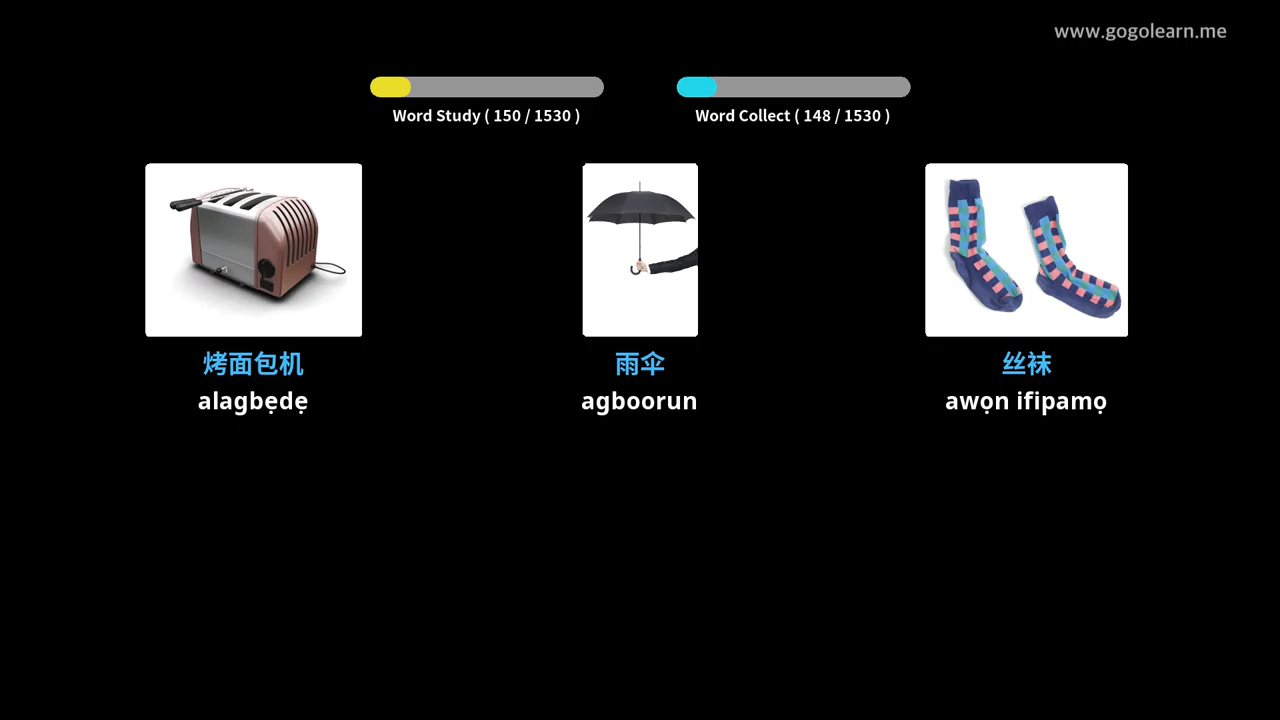 www.gogolearn.me
Word Study ( 150 / 1530 )
Word Collect ( 148 / 1530 )
烤面包机
雨伞
丝袜
alagbẹdẹ
agboorun
awọn ifipamọ